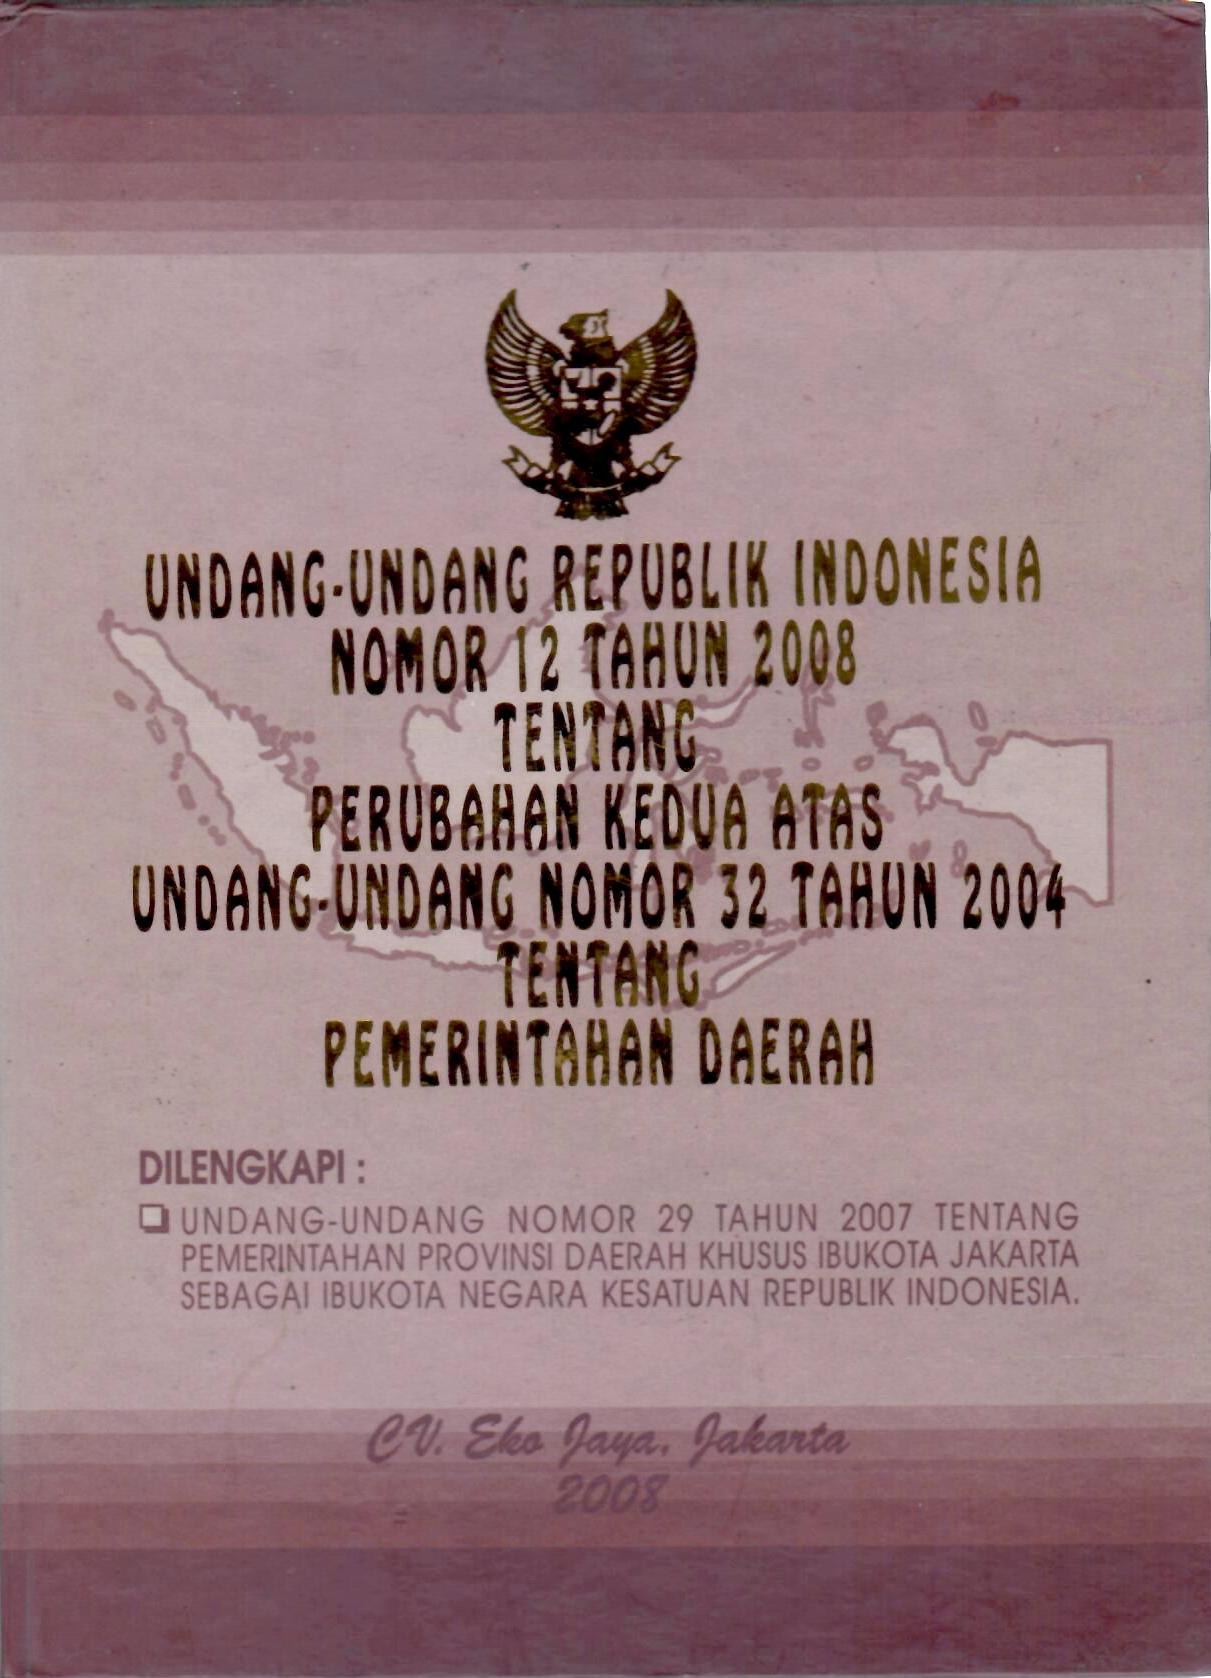 UNDANG-UNDANG REPUBLIK INDONESIA
NOMOR 12 TAHUN 2008
TENTANG
PERUBAHAN KEDUA ATAS
UNDANG-UNDANG NOMOR 32 TAHUN 2004
TENTANG
PEMERINTAHAN DAERAH
DILENGKAPI :
UNDANG-UNDANG NOMOR 29 TAHUN 2007 TENTANG
PEMERINTAHAN PROVINSI DAERAH KHUSUS IBUKOTA JAKARTA
SEBAGAI IBUKOTA NEGARA KESATUAN REPUBLIK INDONESIA.
CV. Eko Jaya, Jakarta
2008